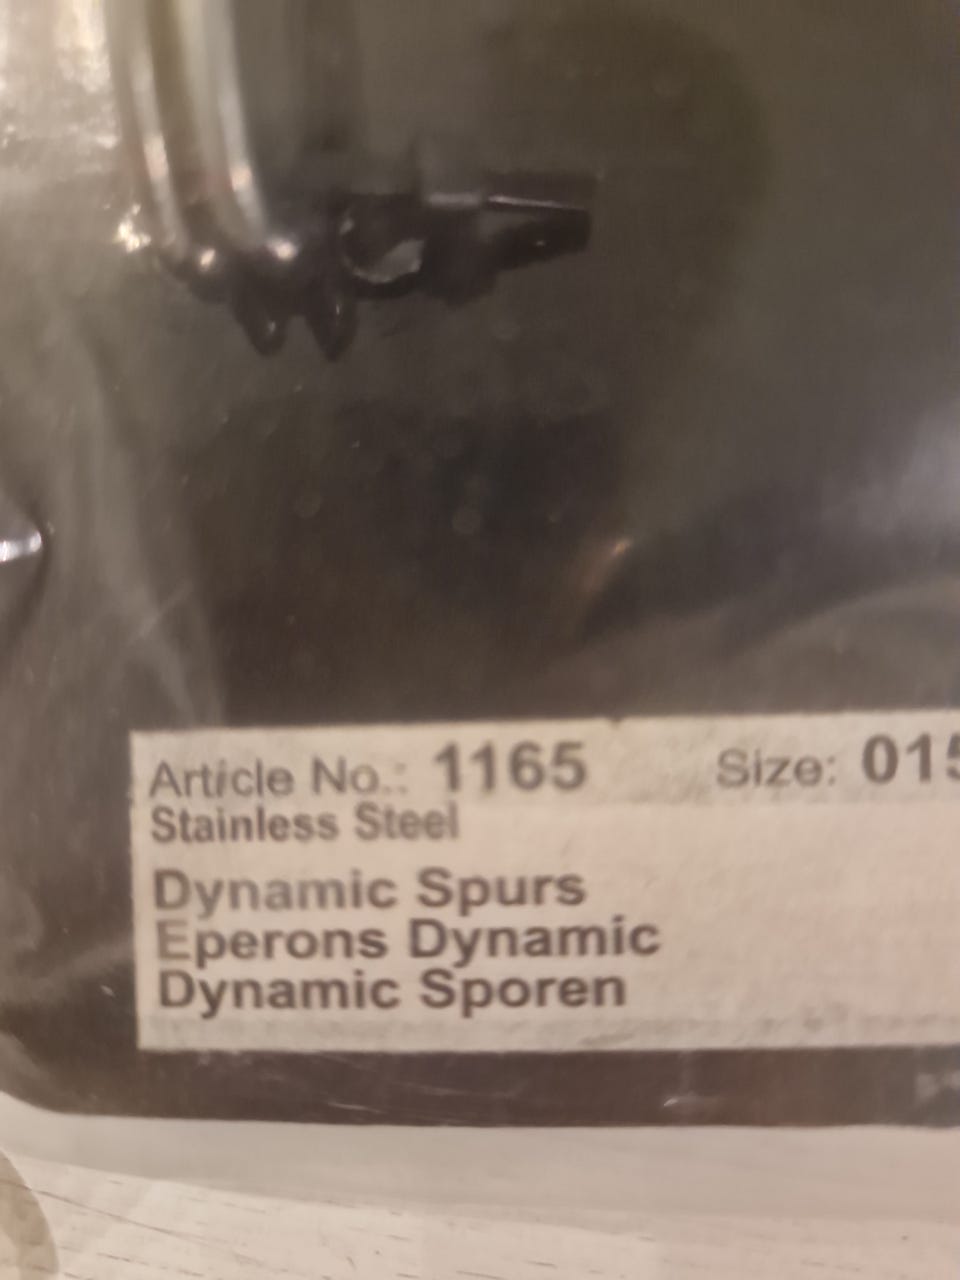 Article No.: 1165 Size: 015
Stainless Steel
Dynamic Spurs
Eperons Dynamic
Dynamic Sporen